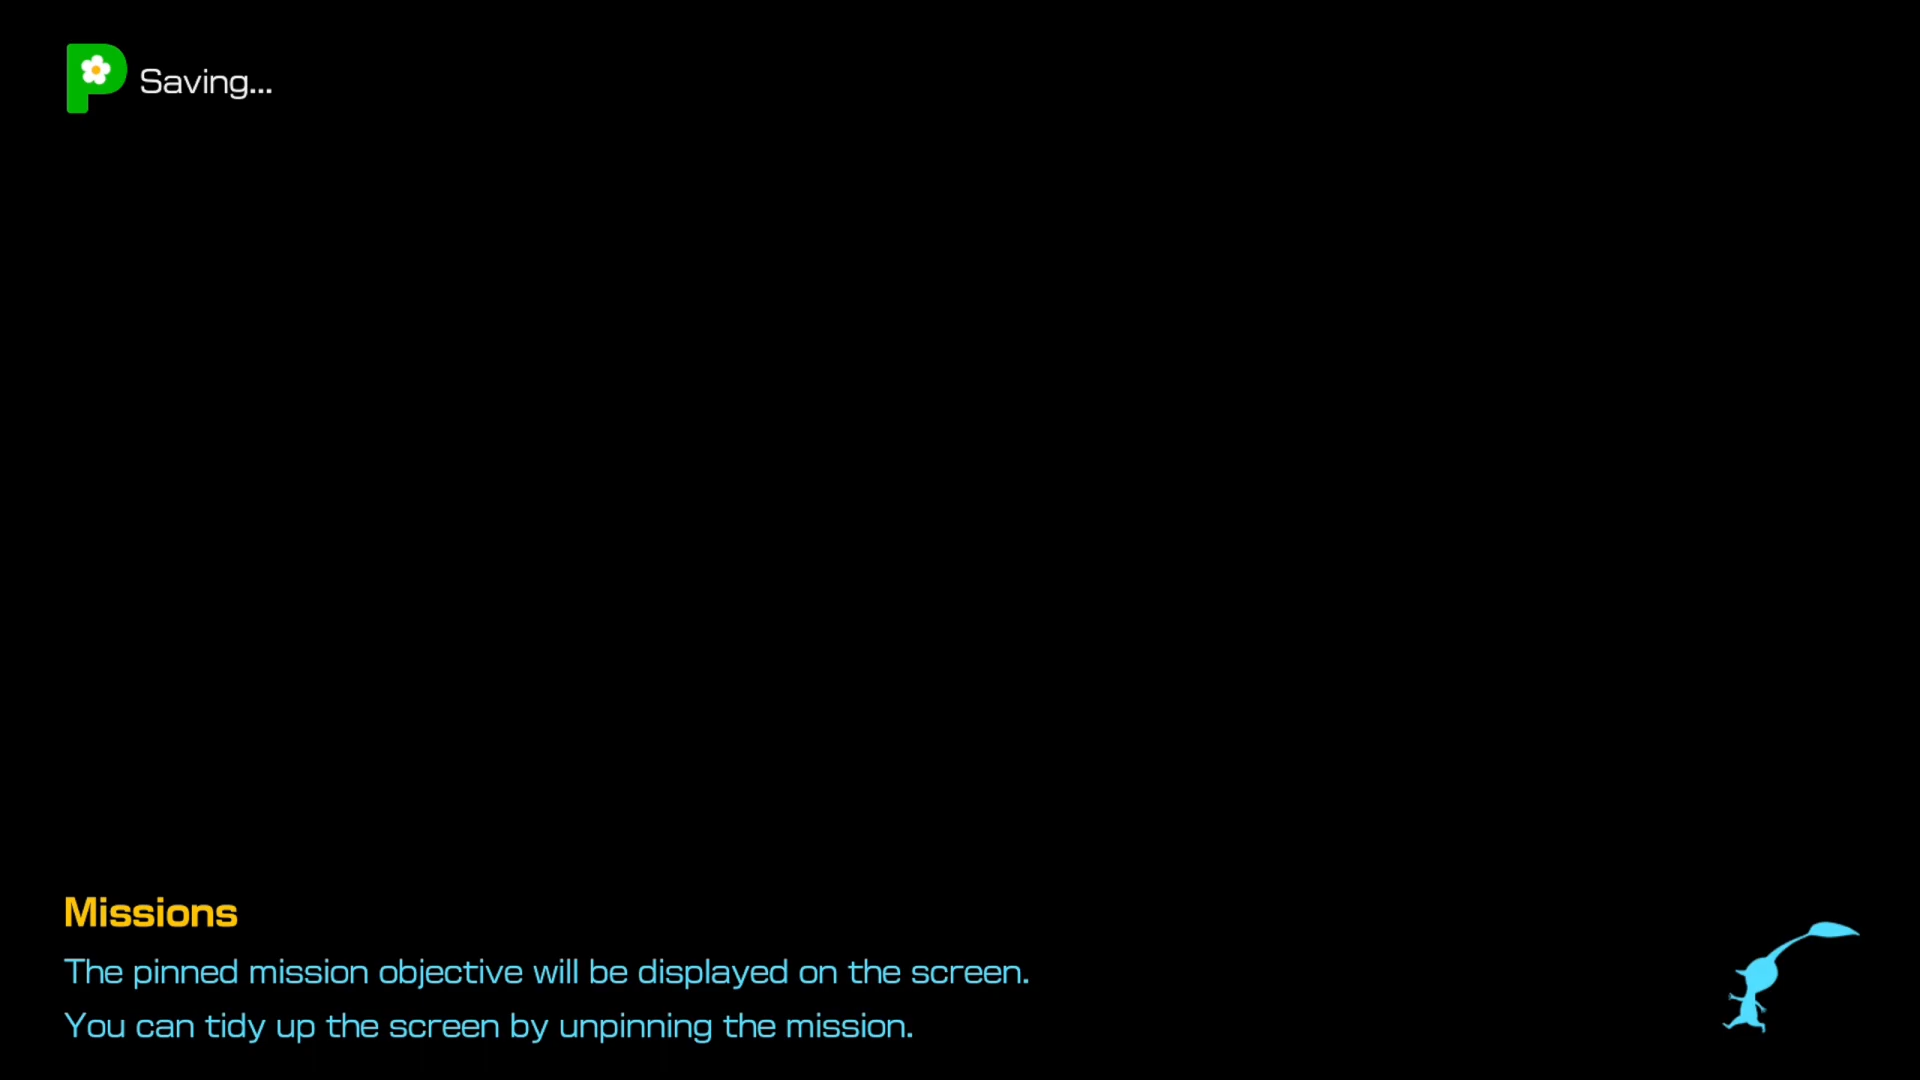 P Saving...
Missions
The pinned mission objective will be displayed on the screen.
You can tidy up the screen by unpinning the mission.